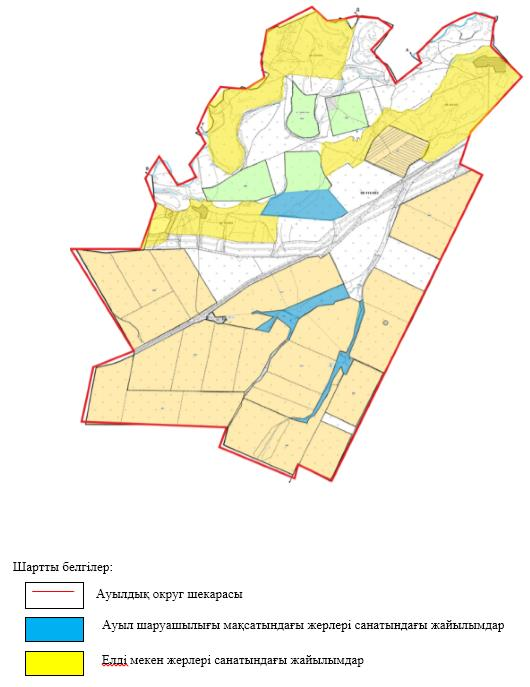 Шартты белгілер:
Ауылдық округ шекарасы
Ауыл шаруашылығы мақсатындағы жерлері санатындағы жайылымдар
Елді мекен жерлері санатындағы жайылымдар